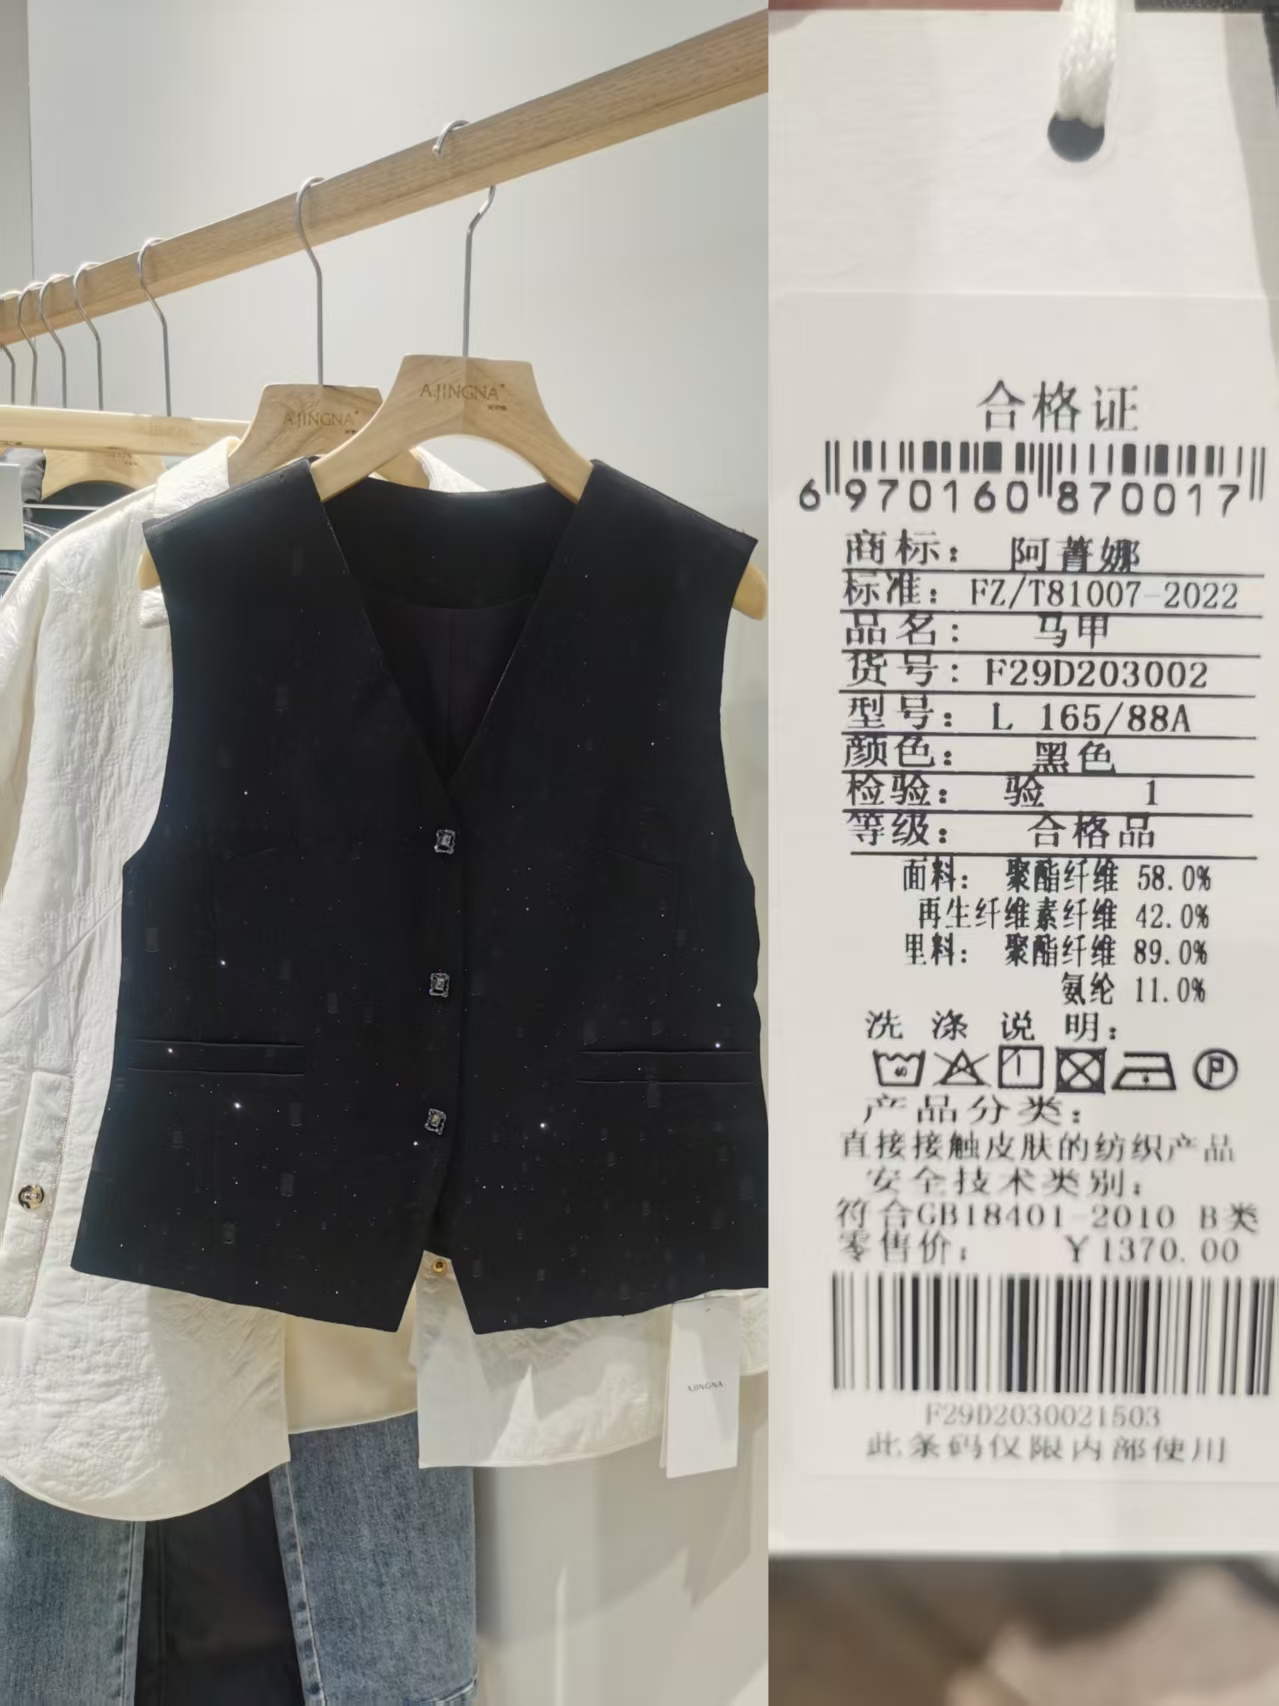 A.JINGNA
A.JINGNA
AJINGNA
合格证
6 970160 870017
商标: 阿菁娜
标准: FZ/T81007-2022
品名: 马甲
货号: F29D203002
型号: L 165/88A
颜色: 黑色
检验: 验 1
等级: 合格品
面料: 聚酯纤维 58.0%
再生纤维素纤维 42.0%
里料: 聚酯纤维 89.0%
氨纶 11.0%
洗涤说明:
40 P
产品分类:
直接接触皮肤的纺织产品
安全技术类别:
符合GB18401-2010 B类
零售价: ¥1370.00
F29D2030021503
此条码仅限内部使用